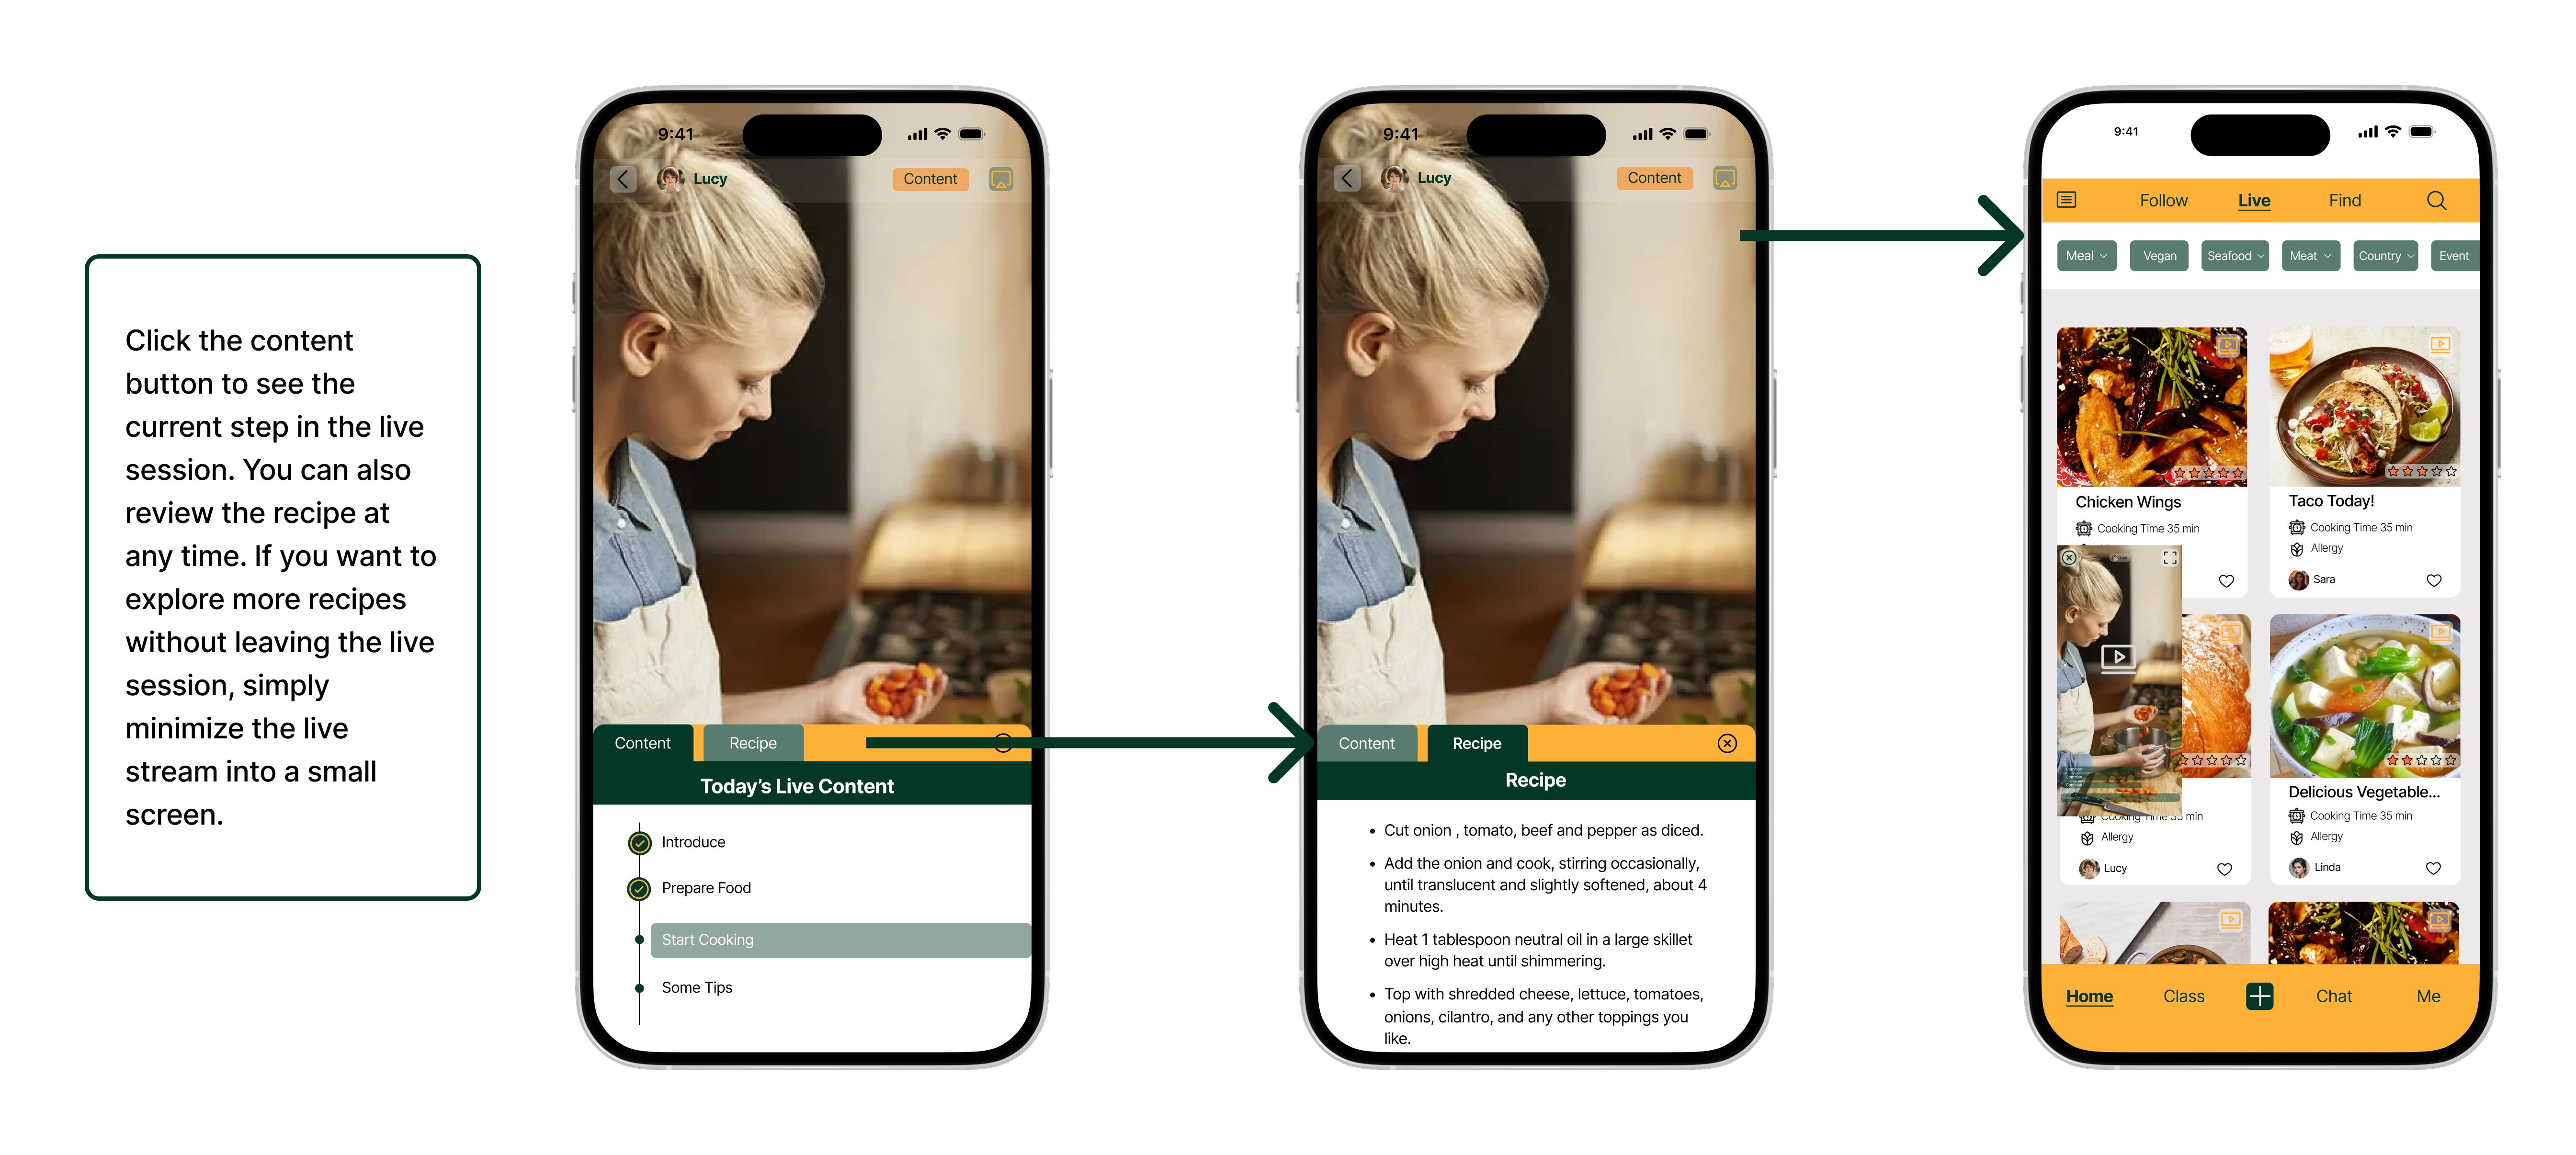 Click the content
button to see the
current step in the live
session. You can also
review the recipe at
any time. If you want to
explore more recipes
without leaving the live
session, simply
minimize the live
stream into a small
screen.
9:41
Lucy
Content
Content
Recipe
Today's Live Content
Introduce
Prepare Food
Start Cooking
Some Tips
9:41
Lucy
Content
Content
Recipe
Recipe
• Cut onion , tomato, beef and pepper as diced.
• Add the onion and cook, stirring occasionally,
until translucent and slightly softened, about 4
minutes.
• Heat 1 tablespoon neutral oil in a large skillet
over high heat until shimmering.
• Top with shredded cheese, lettuce, tomatoes,
onions, cilantro, and any other toppings you
like.
9:41
Follow
Live
Find
Meal
Vegan
Seafood
Meat
Country
Event
Chicken Wings
Cooking Time 35 min
Taco Today!
Cooking Time 35 min
Allergy
Sara
Cooking Time 35 min
Allergy
Lucy
Delicious Vegetable...
Cooking Time 35 min
Allergy
Linda
Home
Class
Chat
Me